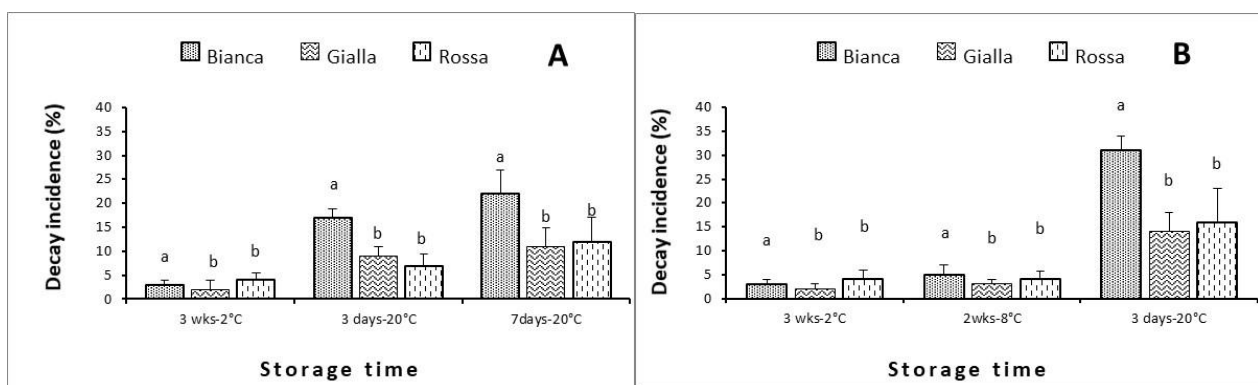 Bianca Gialla Rossa A
Decay incidence (%)
40
35
30
25
20
15
10
5
0
a b b
a b b
a b b
3 wks-2°C 3 days-20°C 7days-20°C
Storage time
Bianca Gialla Rossa B
Decay incidence (%)
40
35
30
25
20
15
10
5
0
a b b
a b b
a b b
3 wks-2°C 2wks-8°C 3 days-20°C
Storage time